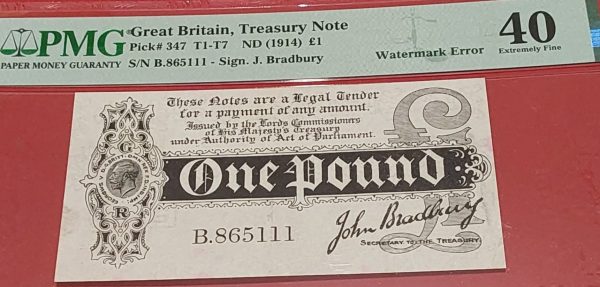 PMG
PAPER MONEY GUARANTY
Great Britain, Treasury Note
Pick# 347 T1-T7 ND (1914) £1
S/N B.865111 - Sign. J. Bradbury
Watermark Error
40
Extremely Fine
These Notes are a Legal Tender
for a payment of any amount.
Issued by the Lords Commissioners
of His Majesty's Treasury
under Authority of Act of Parliament.
One Pound
G
R
B.865111
John Bradbury
SECRETARY TO THE TREASURY
£1